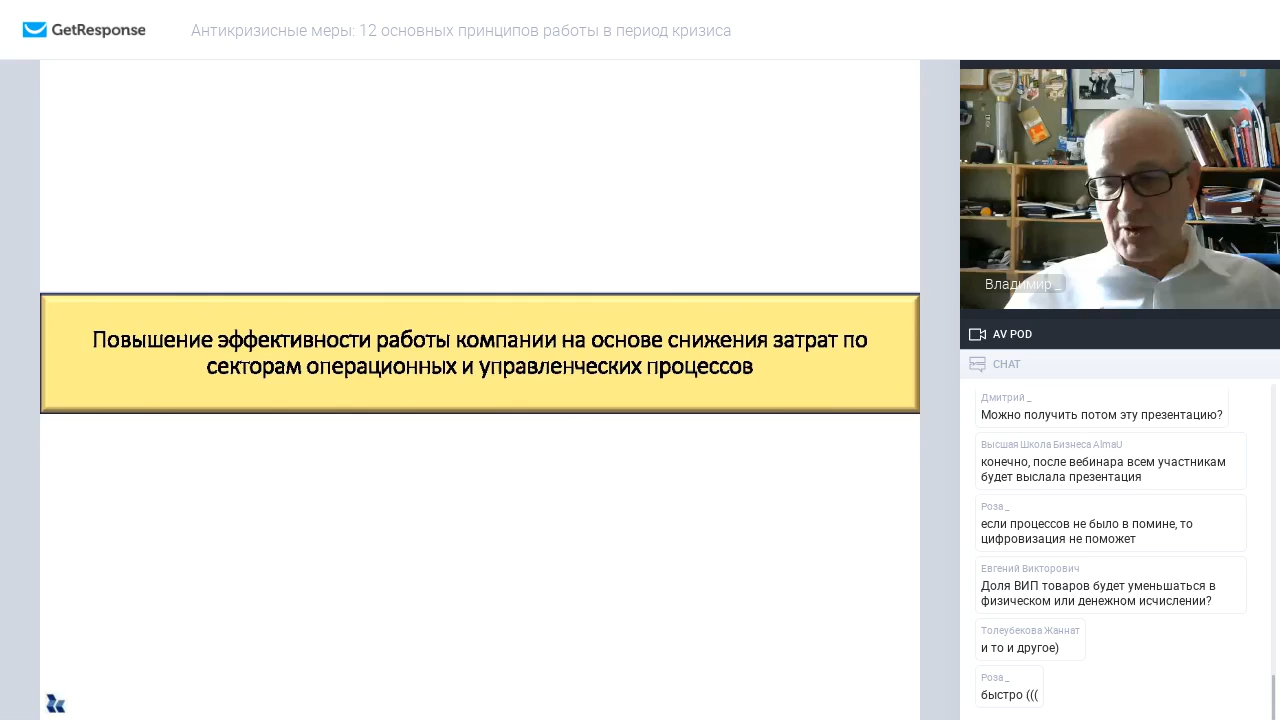 GetResponse
Антикризисные меры: 12 основных принципов работы в период кризиса
Повышение эффективности работы компании на основе снижения затрат по
секторам операционных и управленческих процессов
Владимир _
AV POD
CHAT
Дмитрий _
Можно получить потом эту презентацию?
Высшая Школа Бизнеса AlmaU
конечно, после вебинара всем участникам
будет выслала презентация
Роза _
если процессов не было в помине, то
цифровизация не поможет
Евгений Викторович
Доля ВИП товаров будет уменьшаться в
физическом или денежном исчислении?
Толеубекова Жаннат
и то и другое)
Роза _
быстро (((